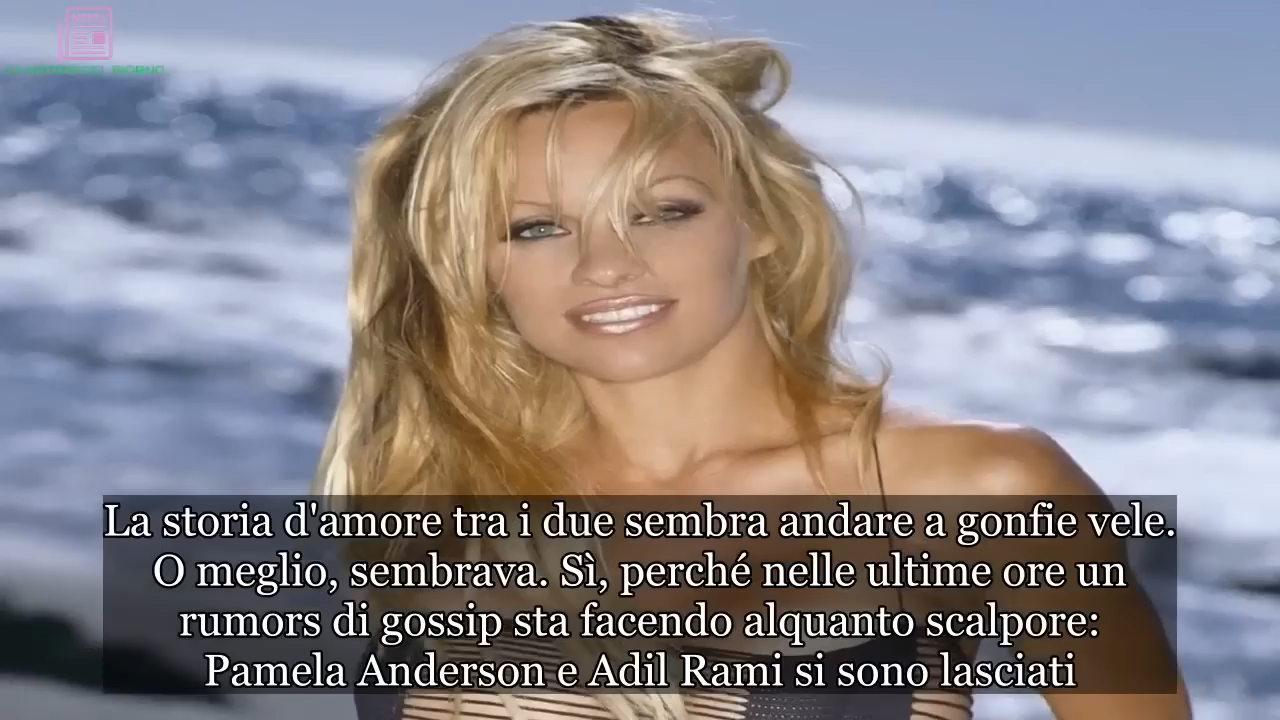 La storia d'amore tra i due sembra andare a gonfie vele.
O meglio, sembrava. Sì, perché nelle ultime ore un
rumors di gossip sta facendo alquanto scalpore:
Pamela Anderson e Adil Rami si sono lasciati